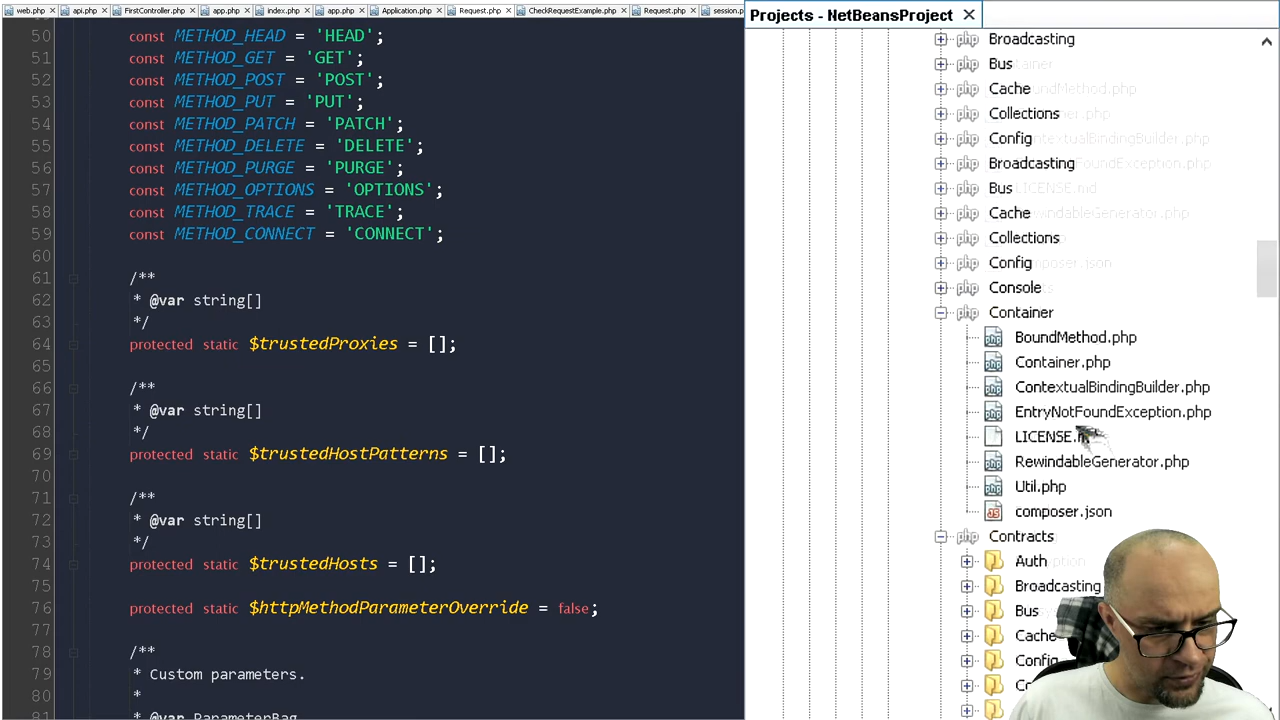 web.php
api.php
FirstController.php
app.php
index.php
app.php
Application.php
Request.php
CheckRequestExample.php
Request.php
session.p
50 const METHOD_HEAD = 'HEAD';
51 const METHOD_GET = 'GET';
52 const METHOD_POST = 'POST';
53 const METHOD_PUT = 'PUT';
54 const METHOD_PATCH = 'PATCH';
55 const METHOD_DELETE = 'DELETE';
56 const METHOD_PURGE = 'PURGE';
57 const METHOD_OPTIONS = 'OPTIONS';
58 const METHOD_TRACE = 'TRACE';
59 const METHOD_CONNECT = 'CONNECT';
60
61 /**
62 * @var string[]
63 */
64 protected static $trustedProxies = [];
65
66 /**
67 * @var string[]
68 */
69 protected static $trustedHostPatterns = [];
70
71 /**
72 * @var string[]
73 */
74 protected static $trustedHosts = [];
75
76 protected static $httpMethodParameterOverride = false;
77
78 /**
79 * Custom parameters.
80 *
81 * @var ParameterBag
Projects - NetBeansProject
Broadcasting
Bus
Cache
Collections
Config
Broadcasting
Bus
Cache
Collections
Config
Console
Container
BoundMethod.php
Container.php
ContextualBindingBuilder.php
EntryNotFoundException.php
LICENSE.
RewindableGenerator.php
Util.php
composer.json
Contracts
Auth
Broadcasting
Bus
Cache
Config